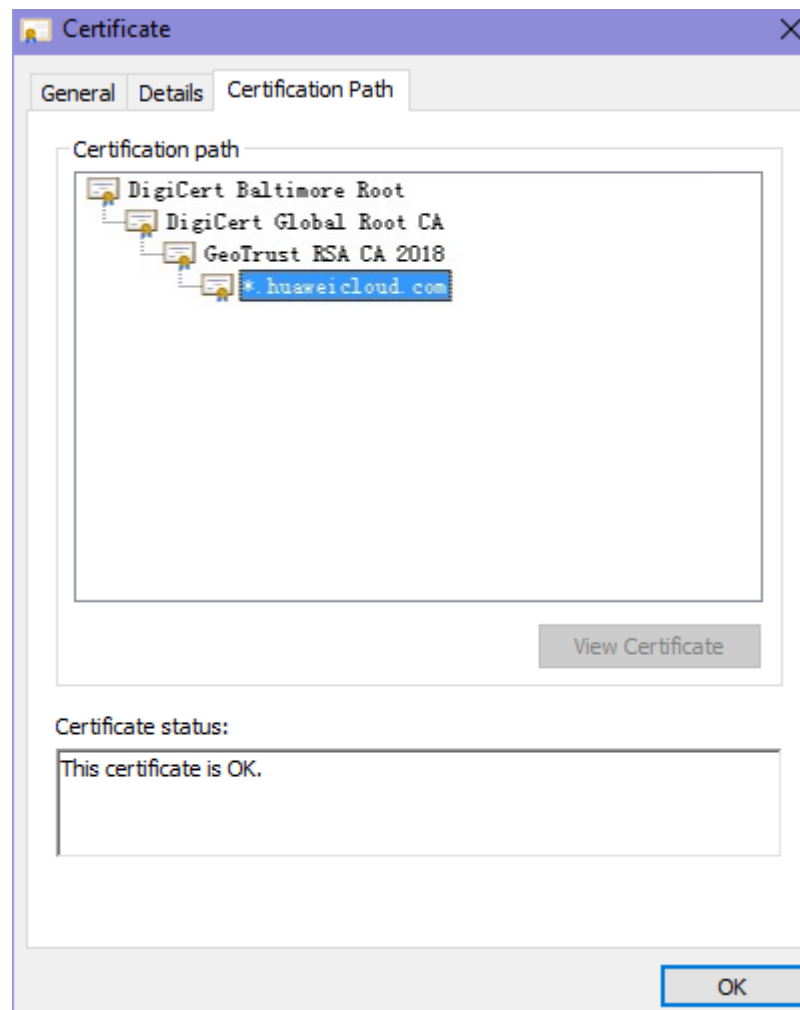 Certificate
General Details Certification Path
Certification path
DigiCert Baltimore Root
DigiCert Global Root CA
GeoTrust RSA CA 2018
*.huaweicloud.com
View Certificate
Certificate status:
This certificate is OK.
OK